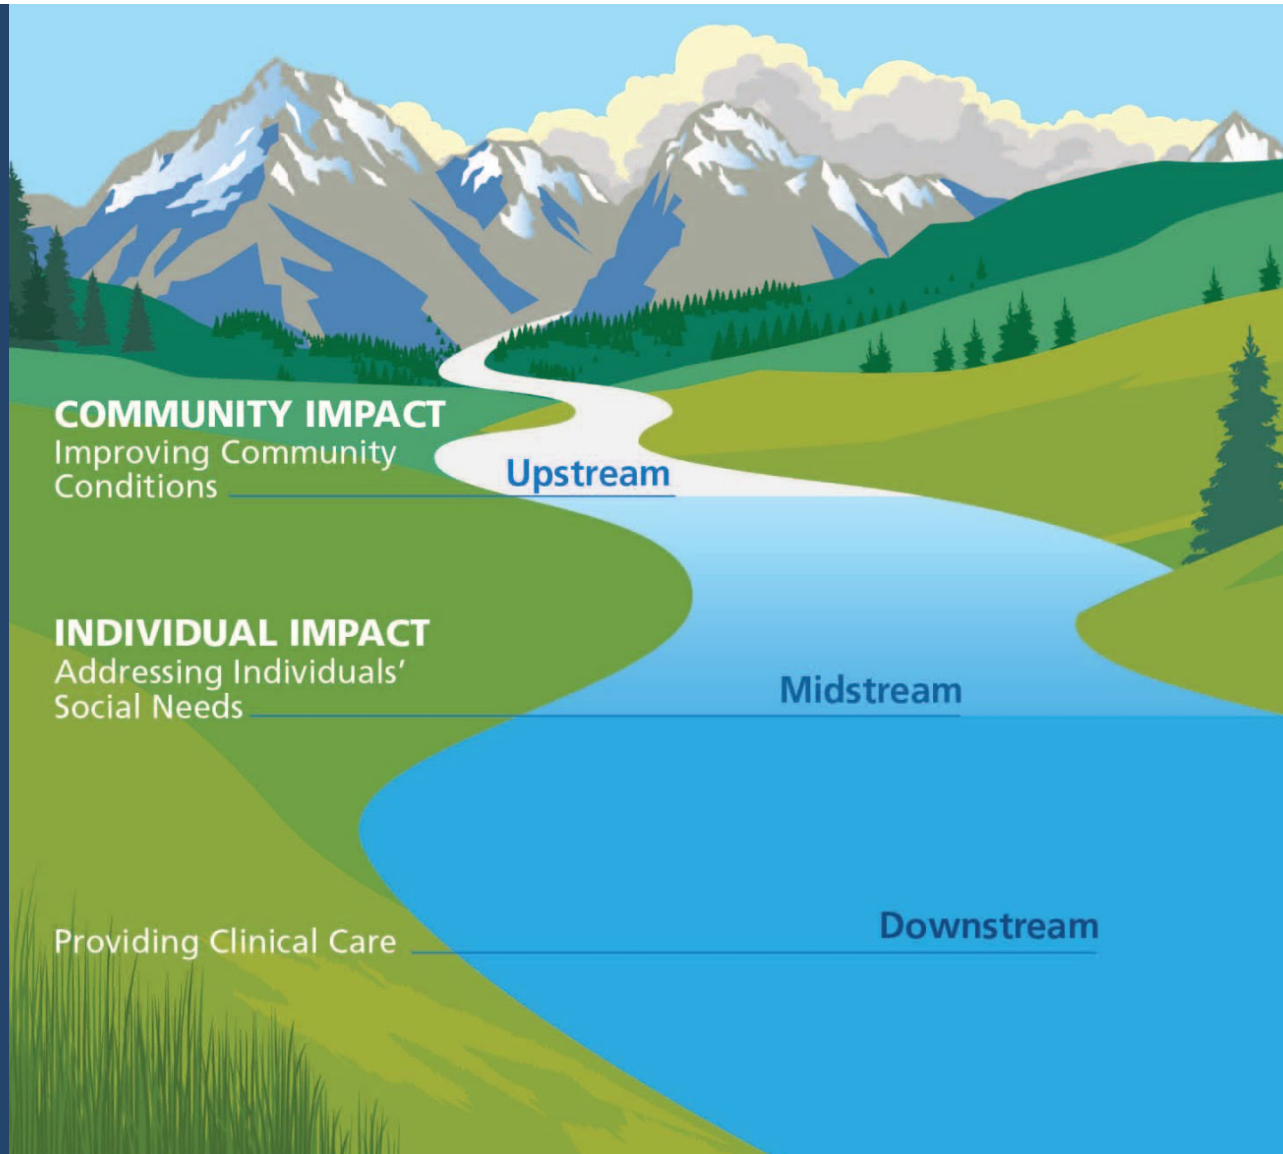 COMMUNITY IMPACT
Improving Community
Conditions
Upstream
INDIVIDUAL IMPACT
Addressing Individuals’
Social Needs
Midstream
Providing Clinical Care
Downstream